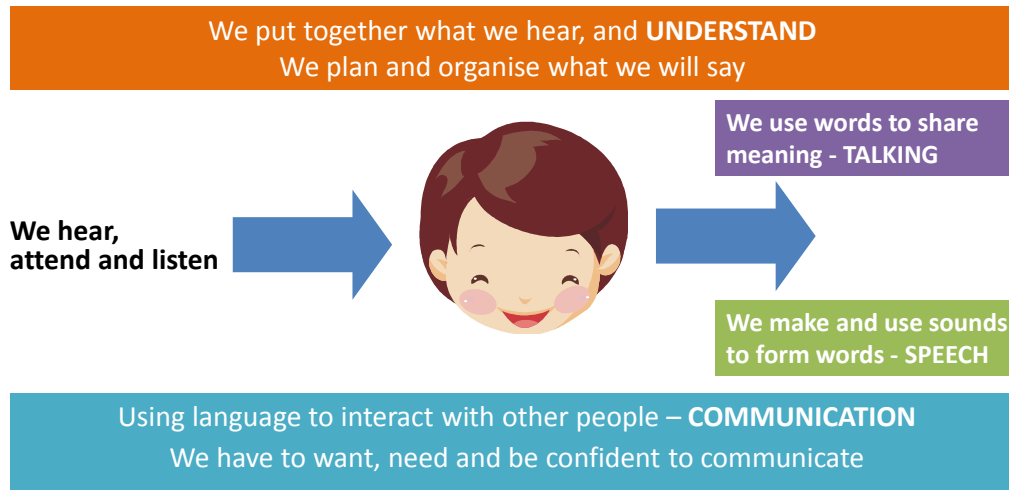 We put together what we hear, and UNDERSTAND
We plan and organise what we will say
We use words to share
meaning - TALKING
We hear,
attend and listen
We make and use sounds
to form words - SPEECH
Using language to interact with other people – COMMUNICATION
We have to want, need and be confident to communicate